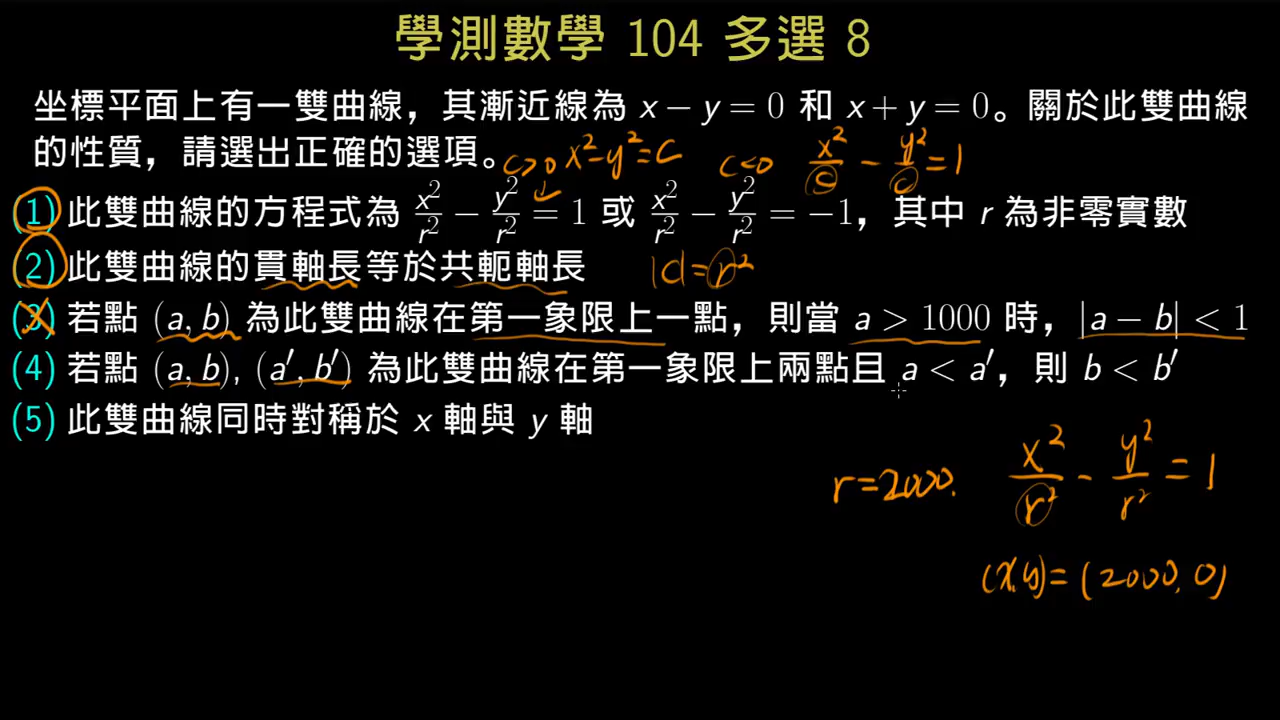 學測數學 104 多選 8
坐標平面上有一雙曲線，其漸近線為 x − y = 0 和 x + y = 0。關於此雙曲線
的性質，請選出正確的選項。
c>0 x²−y²=c c<0 x²/c − y²/c = 1
(1) 此雙曲線的方程式為 x²/r² − y²/r² = 1 或 x²/r² − y²/r² = −1，其中 r 為非零實數
(2) 此雙曲線的貫軸長等於共軛軸長 |c|=r²
(3) 若點 (a, b) 為此雙曲線在第一象限上一點，則當 a > 1000 時，|a − b| < 1
(4) 若點 (a, b), (a′, b′) 為此雙曲線在第一象限上兩點且 a < a′，則 b < b′
(5) 此雙曲線同時對稱於 x 軸與 y 軸
r=2000. x²/r² − y²/r² = 1
(x,y)=(2000,0)